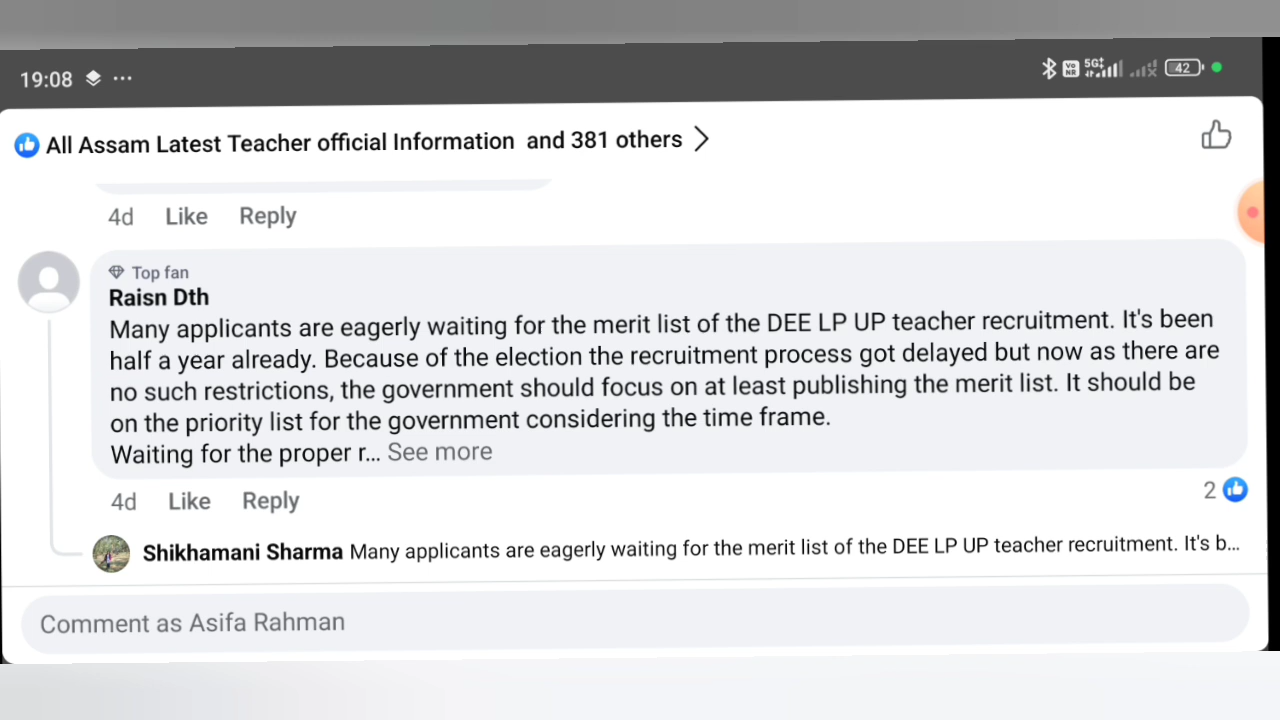 19:08 ...
VoNR 5G 42
All Assam Latest Teacher official Information and 381 others
4d Like Reply
Top fan
Raisn Dth
Many applicants are eagerly waiting for the merit list of the DEE LP UP teacher recruitment. It's been
half a year already. Because of the election the recruitment process got delayed but now as there are
no such restrictions, the government should focus on at least publishing the merit list. It should be
on the priority list for the government considering the time frame.
Waiting for the proper r... See more
4d Like Reply 2
Shikhamani Sharma Many applicants are eagerly waiting for the merit list of the DEE LP UP teacher recruitment. It's b...
Comment as Asifa Rahman